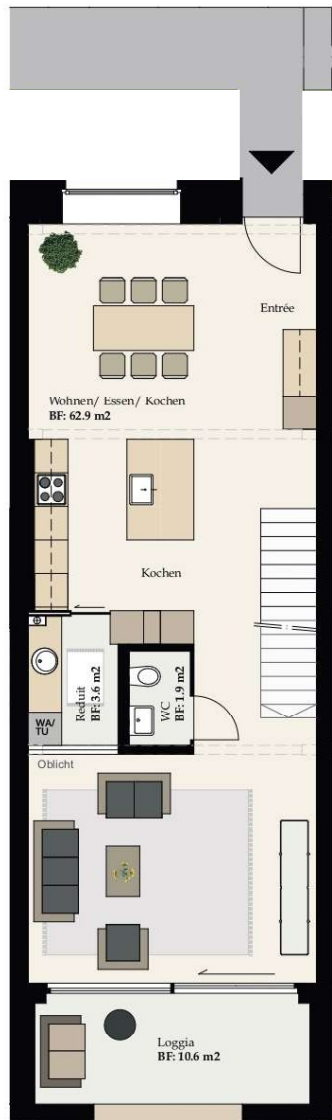 Entrée
Wohnen/ Essen/ Kochen
BF: 62.9 m2
Kochen
Reduit
BF: 3.6 m2
WC
BF: 1.9 m2
WA/
TU
Oblicht
Loggia
BF: 10.6 m2